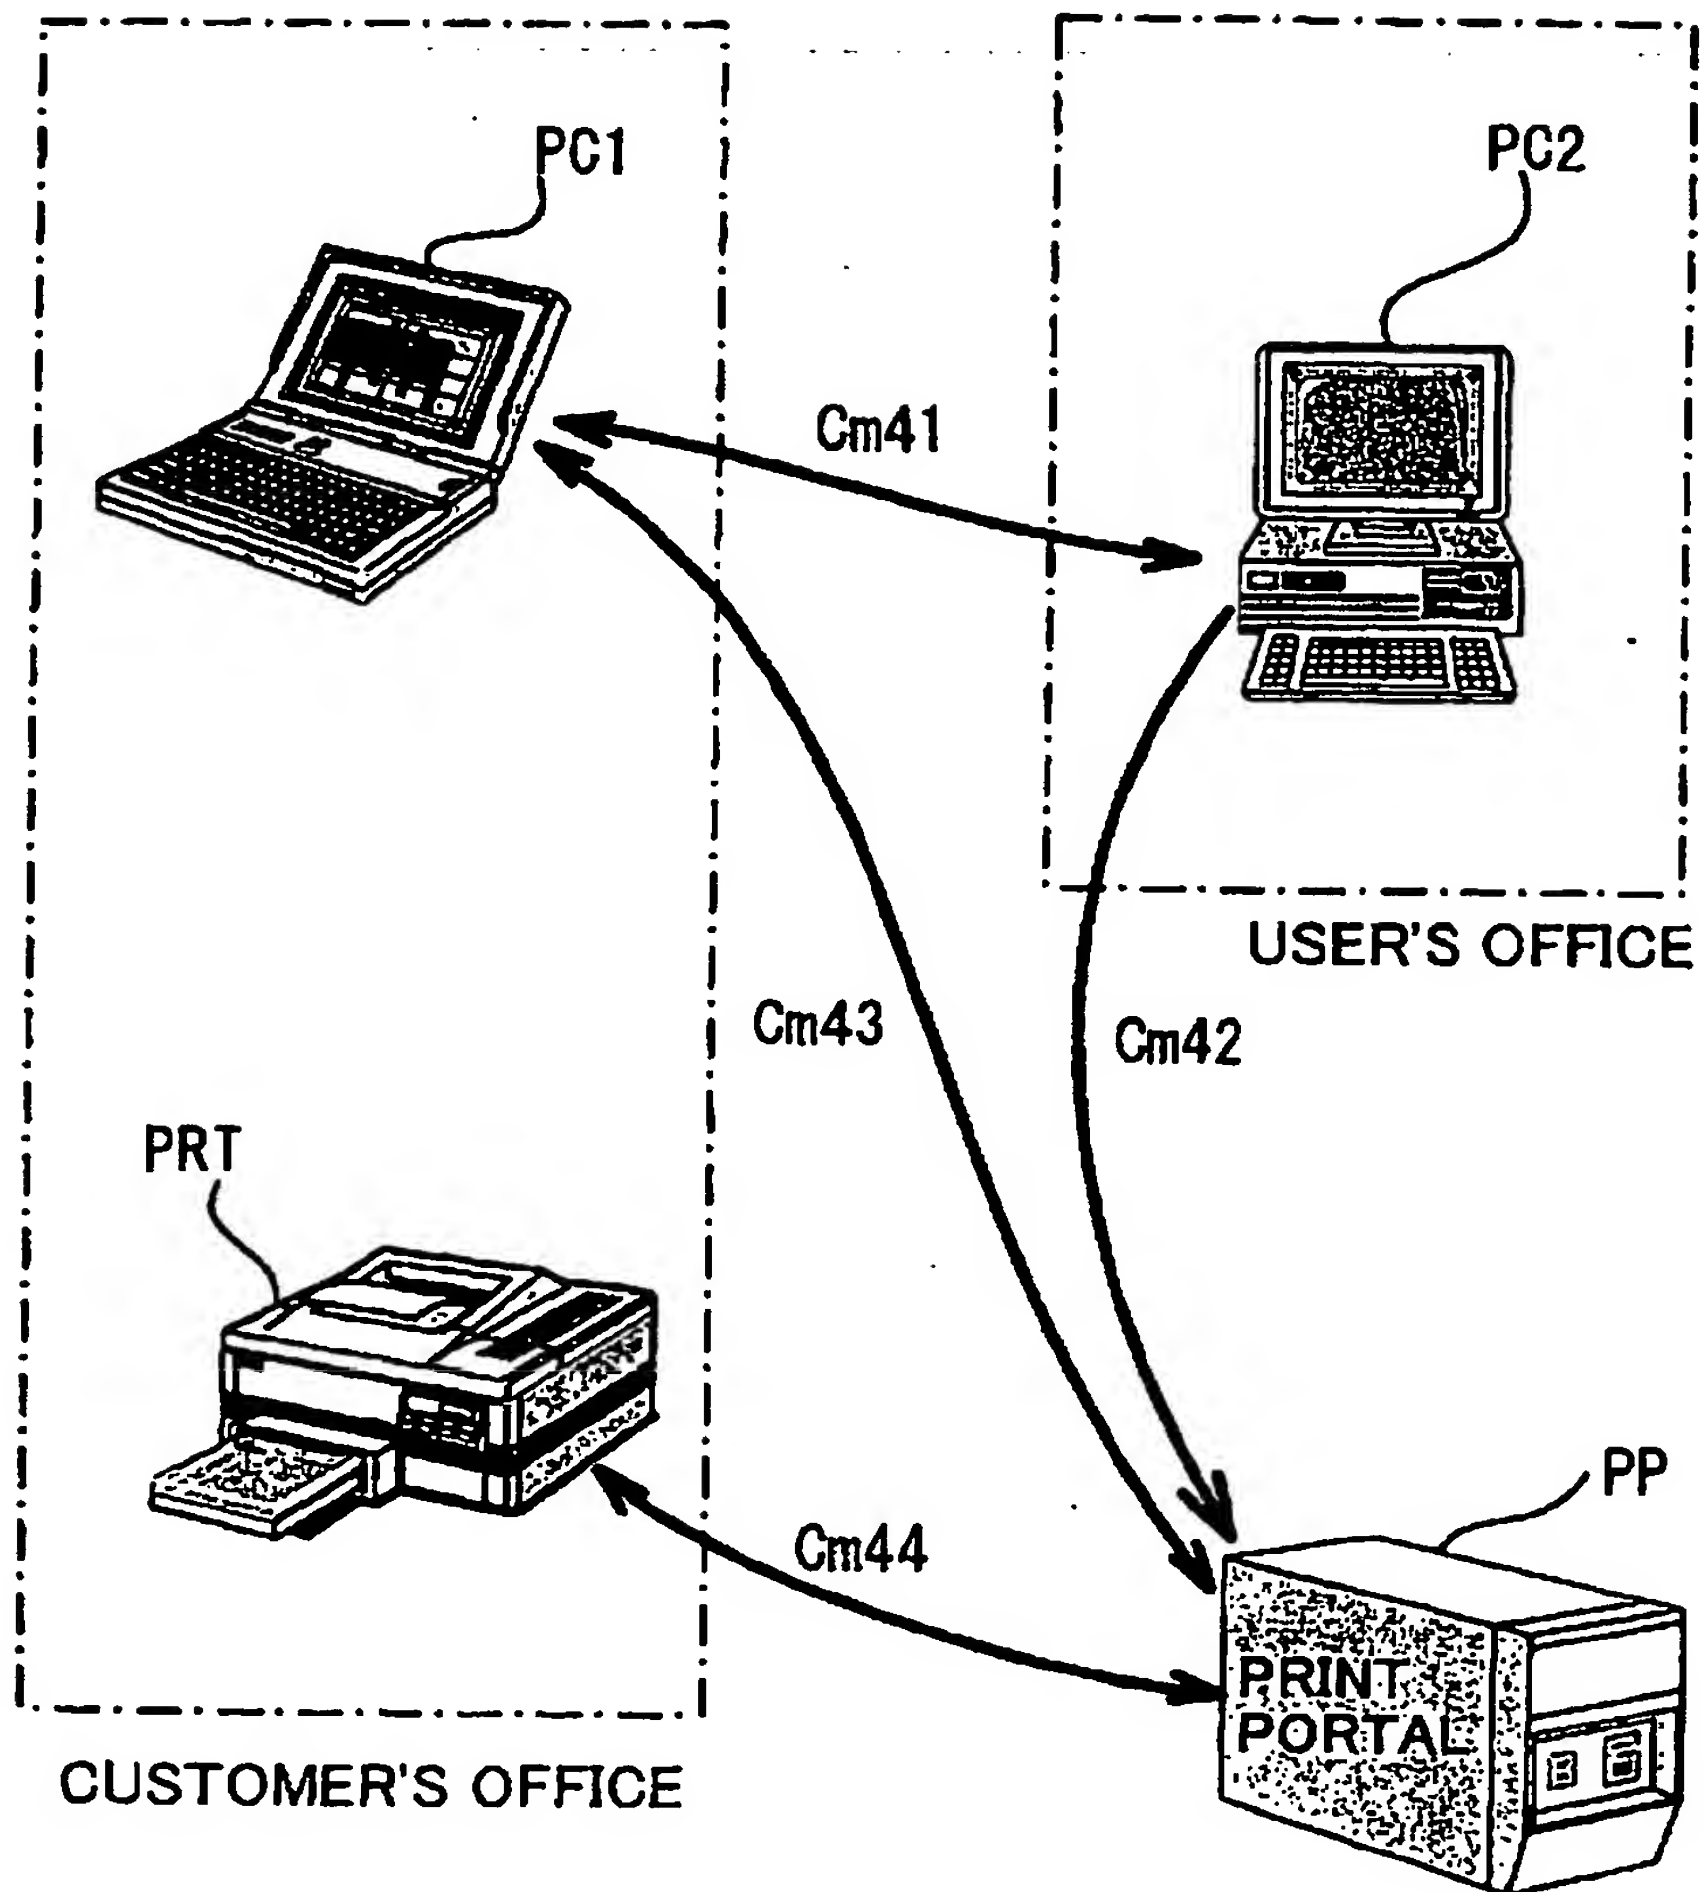 PC1
PC2
Cm41
USER'S OFFICE
Cm43
Cm42
PRT
PP
Cm44
PRINT
PORTAL
CUSTOMER'S OFFICE